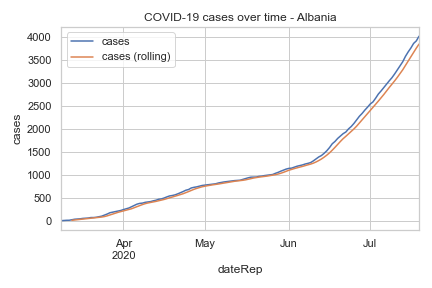 COVID-19 cases over time - Albania
cases
cases (rolling)
4000
3500
3000
2500
2000
1500
1000
500
0
cases
Apr
2020
May
Jun
Jul
dateRep